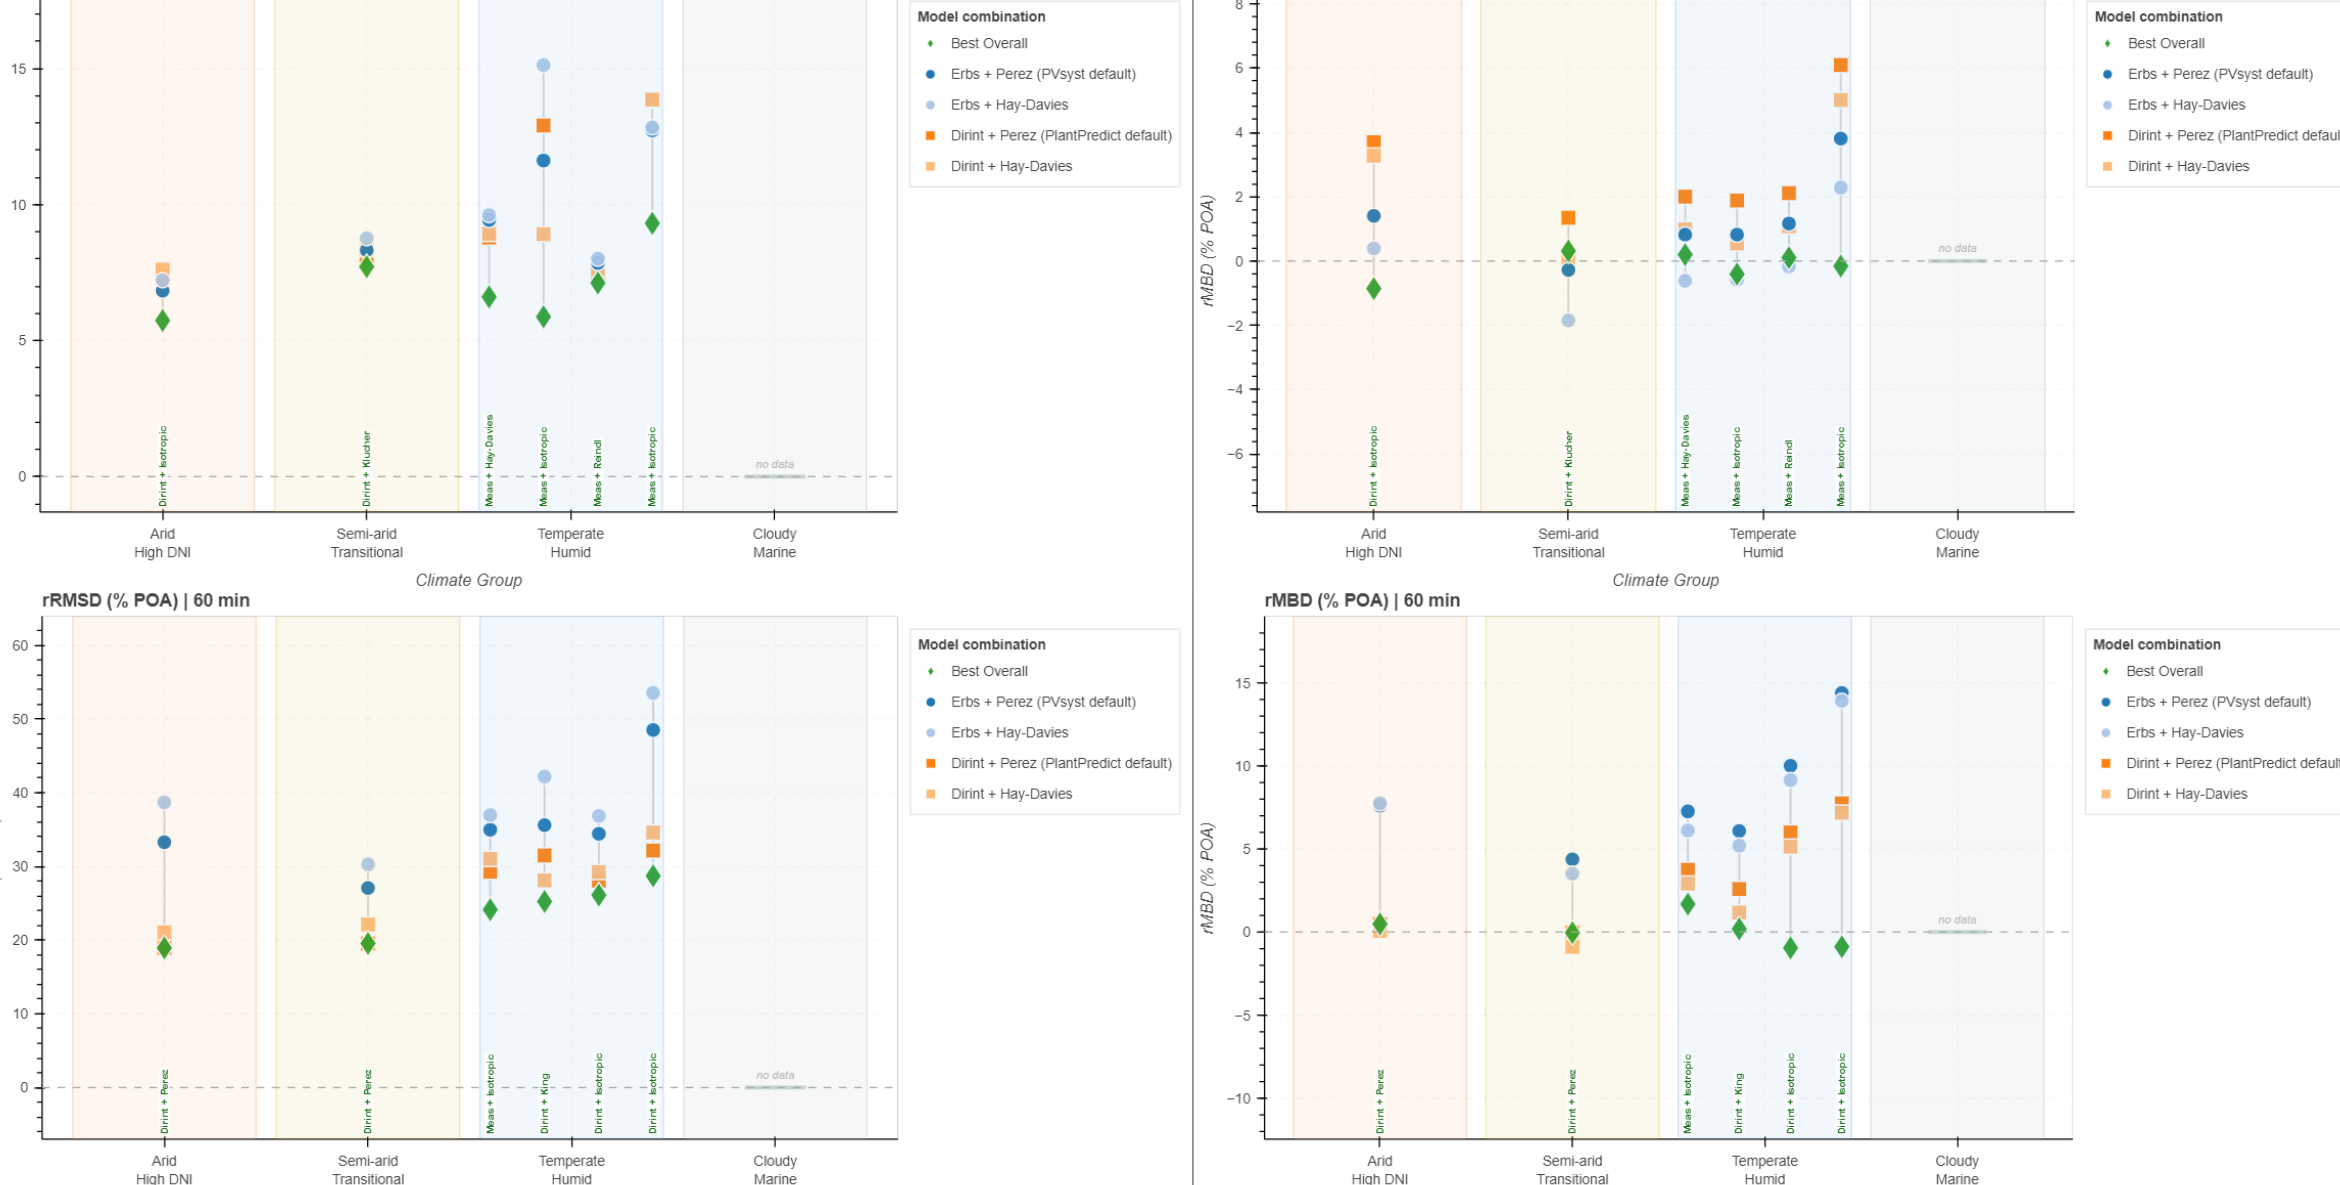 15
10
5
0
Dirint + Isotropic
Dirint + Klucher
Meas + Hay-Davies
Meas + Isotropic
Meas + Reindl
Meas + Isotropic
no data
Arid
High DNI
Semi-arid
Transitional
Temperate
Humid
Cloudy
Marine
Climate Group
Model combination
Best Overall
Erbs + Perez (PVsyst default)
Erbs + Hay-Davies
Dirint + Perez (PlantPredict default)
Dirint + Hay-Davies
rMBD (% POA)
8
6
4
2
0
−2
−4
−6
Dirint + Isotropic
Dirint + Klucher
Meas + Hay-Davies
Meas + Isotropic
Meas + Reindl
Meas + Isotropic
no data
Arid
High DNI
Semi-arid
Transitional
Temperate
Humid
Cloudy
Marine
Climate Group
Model combination
Best Overall
Erbs + Perez (PVsyst default)
Erbs + Hay-Davies
Dirint + Perez (PlantPredict defaul
Dirint + Hay-Davies
rRMSD (% POA) | 60 min
60
50
40
30
20
10
0
Dirint + Perez
Dirint + Perez
Meas + Isotropic
Dirint + King
Dirint + Isotropic
Dirint + Isotropic
no data
Arid
High DNI
Semi-arid
Transitional
Temperate
Humid
Cloudy
Marine
Model combination
Best Overall
Erbs + Perez (PVsyst default)
Erbs + Hay-Davies
Dirint + Perez (PlantPredict default)
Dirint + Hay-Davies
rMBD (% POA) | 60 min
rMBD (% POA)
15
10
5
0
−5
−10
Dirint + Perez
Dirint + Perez
Meas + Isotropic
Dirint + King
Dirint + Isotropic
Dirint + Isotropic
no data
Arid
High DNI
Semi-arid
Transitional
Temperate
Humid
Cloudy
Marine
Model combination
Best Overall
Erbs + Perez (PVsyst default)
Erbs + Hay-Davies
Dirint + Perez (PlantPredict default
Dirint + Hay-Davies